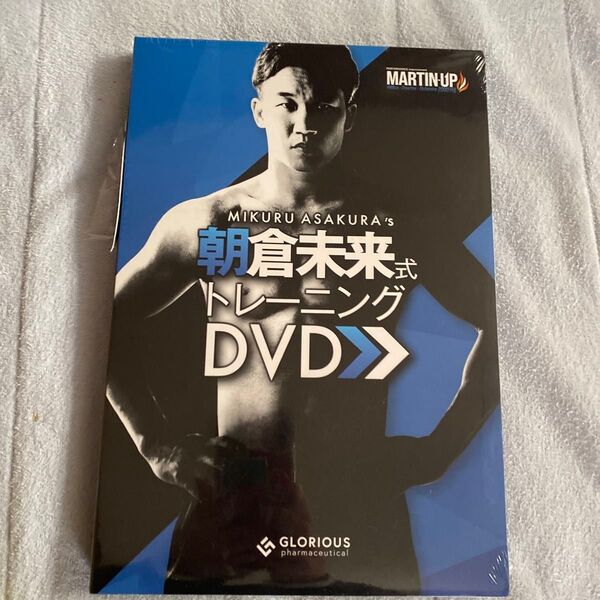 MARTIN·UP
MIKURU ASAKURA's
朝倉未来式
トレーニング
DVD
GLORIOUS
pharmaceutical